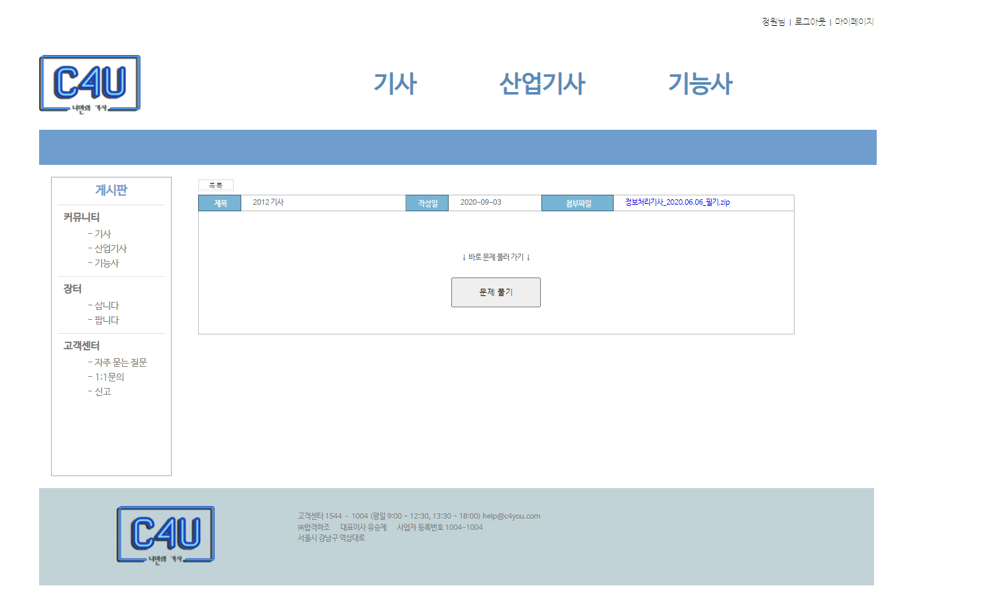 정원님 | 로그아웃 | 마이페이지
C4U
너만의 기사
기사 산업기사 기능사
게시판
커뮤니티
- 기사
- 산업기사
- 기능사
장터
- 삽니다
- 팝니다
고객센터
- 자주 묻는 질문
- 1:1문의
- 신고
목록
제목 2012 기사 작성일 2020-09-03 첨부파일 정보처리기사_2020.06.06_필기.zip
↓ 바로 문제 풀러 가기 ↓
문제 풀기
C4U
너만의 기사
고객센터 1544 - 1004 (평일 9:00 ~ 12:30, 13:30 ~ 18:00) help@c4you.com
㈜합격하조 대표이사 유승제 사업자 등록번호 1004-1004
서울시 강남구 역삼대로